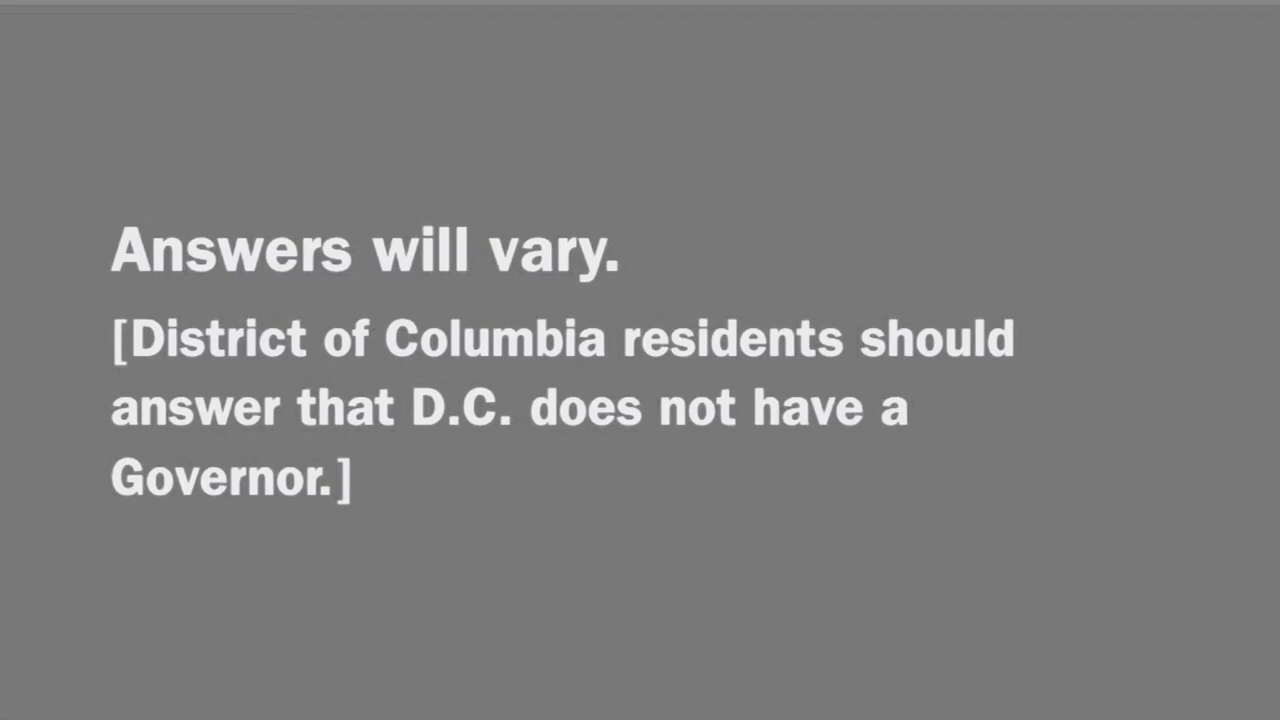 Answers will vary.
[District of Columbia residents should
answer that D.C. does not have a
Governor.]